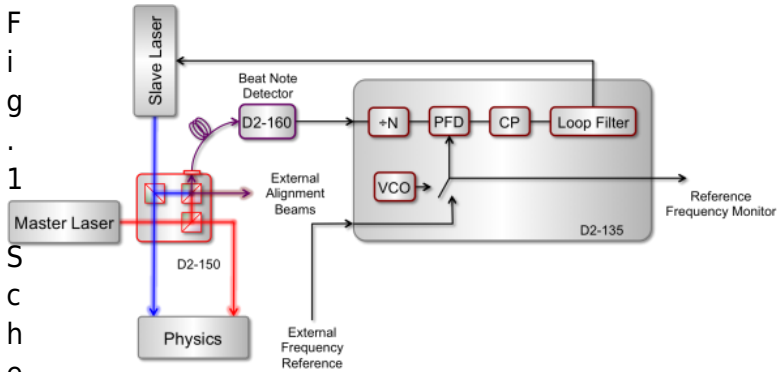 F
i
g
.
1
S
c
h
Slave Laser
Beat Note
Detector
D2-160
÷N
PFD
CP
Loop Filter
VCO
External
Alignment
Beams
Master Laser
Reference
Frequency Monitor
D2-135
D2-150
Physics
External
Frequency
Reference